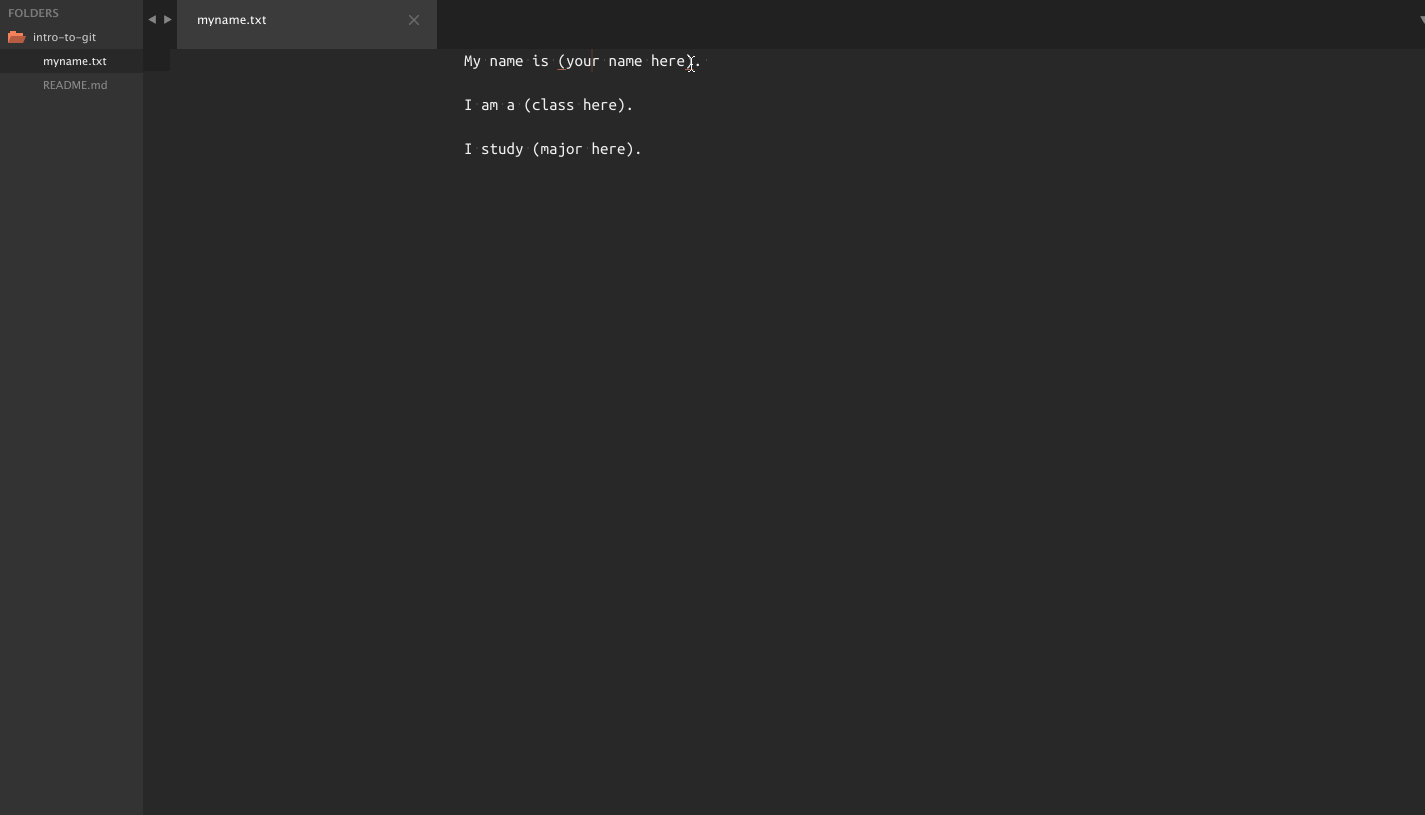 FOLDERS
intro-to-git
myname.txt
README.md
myname.txt
My name is (your name here).
I am a (class here).
I study (major here).